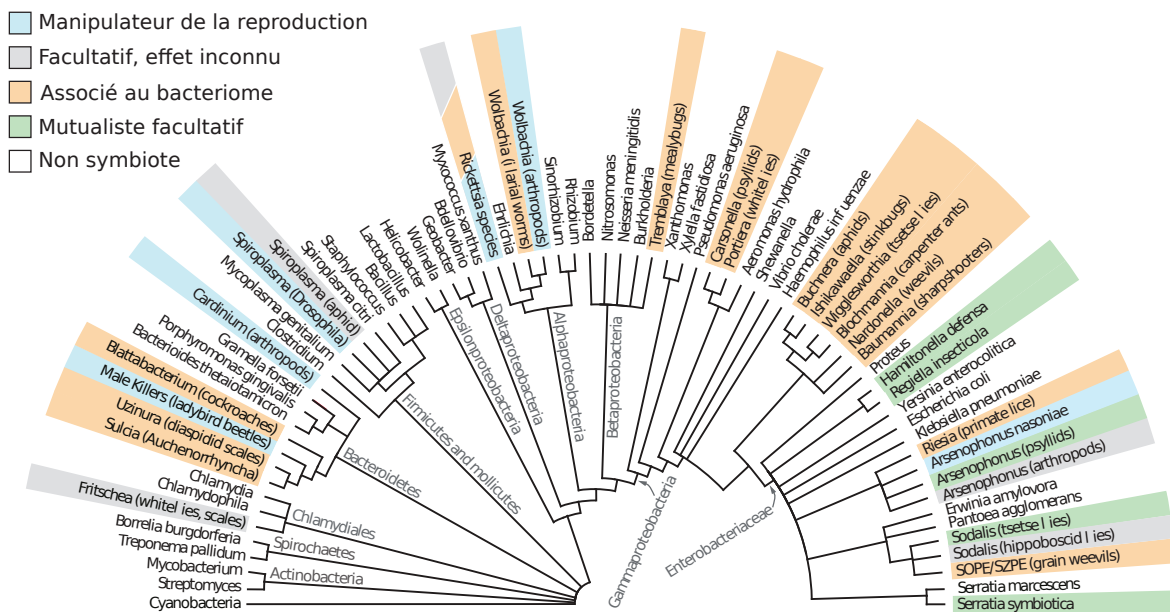 Manipulateur de la reproduction
Facultatif, effet inconnu
Associé au bacteriome
Mutualiste facultatif
Non symbiote
Cyanobacteria
Streptomyces
Mycobacterium
Treponema pallidum
Borrelia burgdorferia
Fritschea (white ies, scales)
Chlamydophila
Chlamydia
Sulcia (Auchenorrhyncha)
Uzinura (diaspidid scales)
Male Killers (ladybird beetles)
Blattabacterium (cockroaches)
Bacteroides thetaiotamicron
Porphyromonas gingivalis
Gramella forsetii
Cardinium (arthropods)
Clostridium
Mycoplasma genitalium
Spiroplasma (Drosophila)
Spiroplasma (aphid)
Spiroplasma citri
Staphylococcus
Bacillus
Lactobacillus
Helicobacter
Wolinella
Geobacter
Bdellovibrio
Myxococcus xanthus
Rickettsia species
Ehrlichia
Wolbachia (i larial worms)
Wolbachia (arthropods)
Sinorhizobium
Rhizobium
Bordetella
Nitrosomonas
Neisseria meningitidis
Burkholderia
Tremblaya (mealybugs)
Xanthomonas
Xylella fastidiosa
Pseudomonas aeruginosa
Carsonella (psyllids)
Portiera (whitel ies)
Aeromonas hydrophila
Shewanella
Vibrio cholerae
Haemophilus inf uenzae
Buchnera (aphids)
Ishikawaella (stinkbugs)
Wigglesworthia (tsetse l ies)
Blochmannia (carpenter ants)
Nardonella (weevils)
Baumannia (sharpshooters)
Proteus
Hamiltonella defensa
Regiella insecticola
Yersinia enterocolitica
Escherichia coli
Klebsiella pneumoniae
Riesia (primate lice)
Arsenophonus nasoniae
Arsenophonus (psyllids)
Arsenophonus (arthropods)
Erwinia amylovora
Pantoea agglomerans
Sodalis (tsetse l ies)
Sodalis (hippoboscid l ies)
SOPE/SZPE (grain weevils)
Serratia marcescens
Serratia symbiotica
Actinobacteria
Spirochaetes
Chlamydiales
Bacteroidetes
Firmicutes and mollicutes
Epsilonproteobacteria
Deltaproteobacteria
Alphaproteobacteria
Betaproteobacteria
Gammaproteobacteria
Enterobacteriaceae